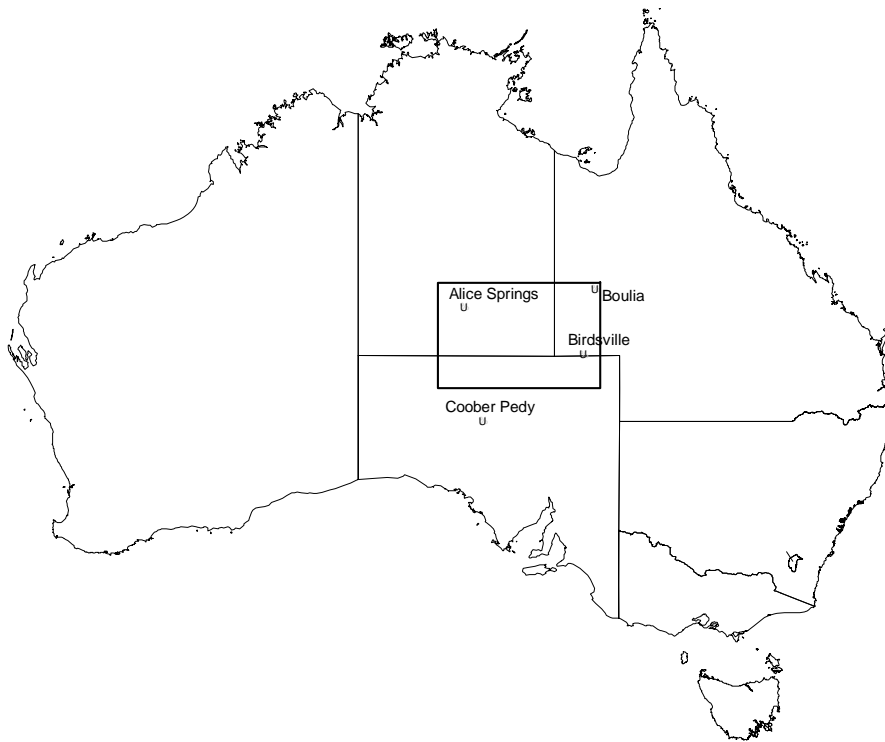 Alice Springs
U
U
Boulia
Birdsville
U
Coober Pedy
U